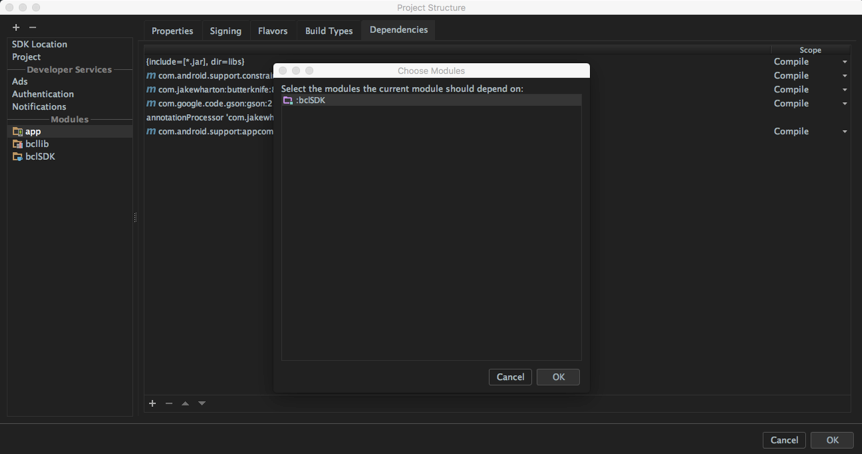 Project Structure
+ −
SDK Location
Project
Developer Services
Ads
Authentication
Notifications
Modules
app
bcllib
bclSDK
Properties Signing Flavors Build Types Dependencies
Scope
{include=[*.jar], dir=libs} Compile
m com.android.support.constrai Compile
m com.jakewharton:butterknife: Compile
m com.google.code.gson:gson:2 Compile
annotationProcessor 'com.jakewh
m com.android.support:appcom Compile
Choose Modules
Select the modules the current module should depend on:
:bclSDK
Cancel OK
+ −
Cancel OK